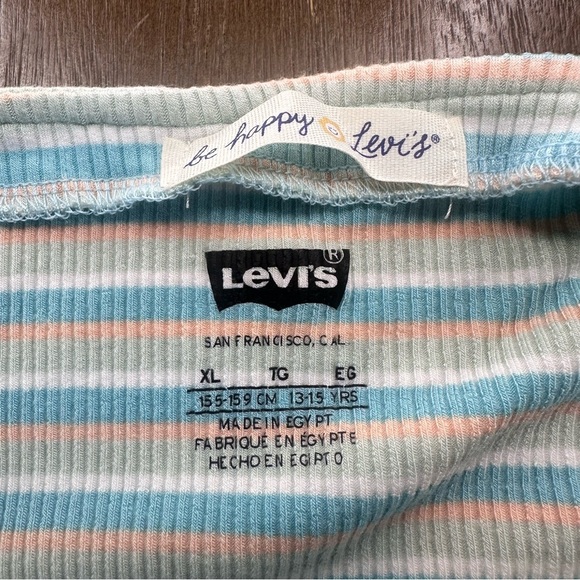 be happy Levi's®
LEVI'S ®
SAN FRANCISCO, CAL
XL TG EG
155-159 CM 13-15 YRS
MADE IN EGYPT
FABRIQUÉ EN ÉGYPTE
HECHO EN EGIPTO